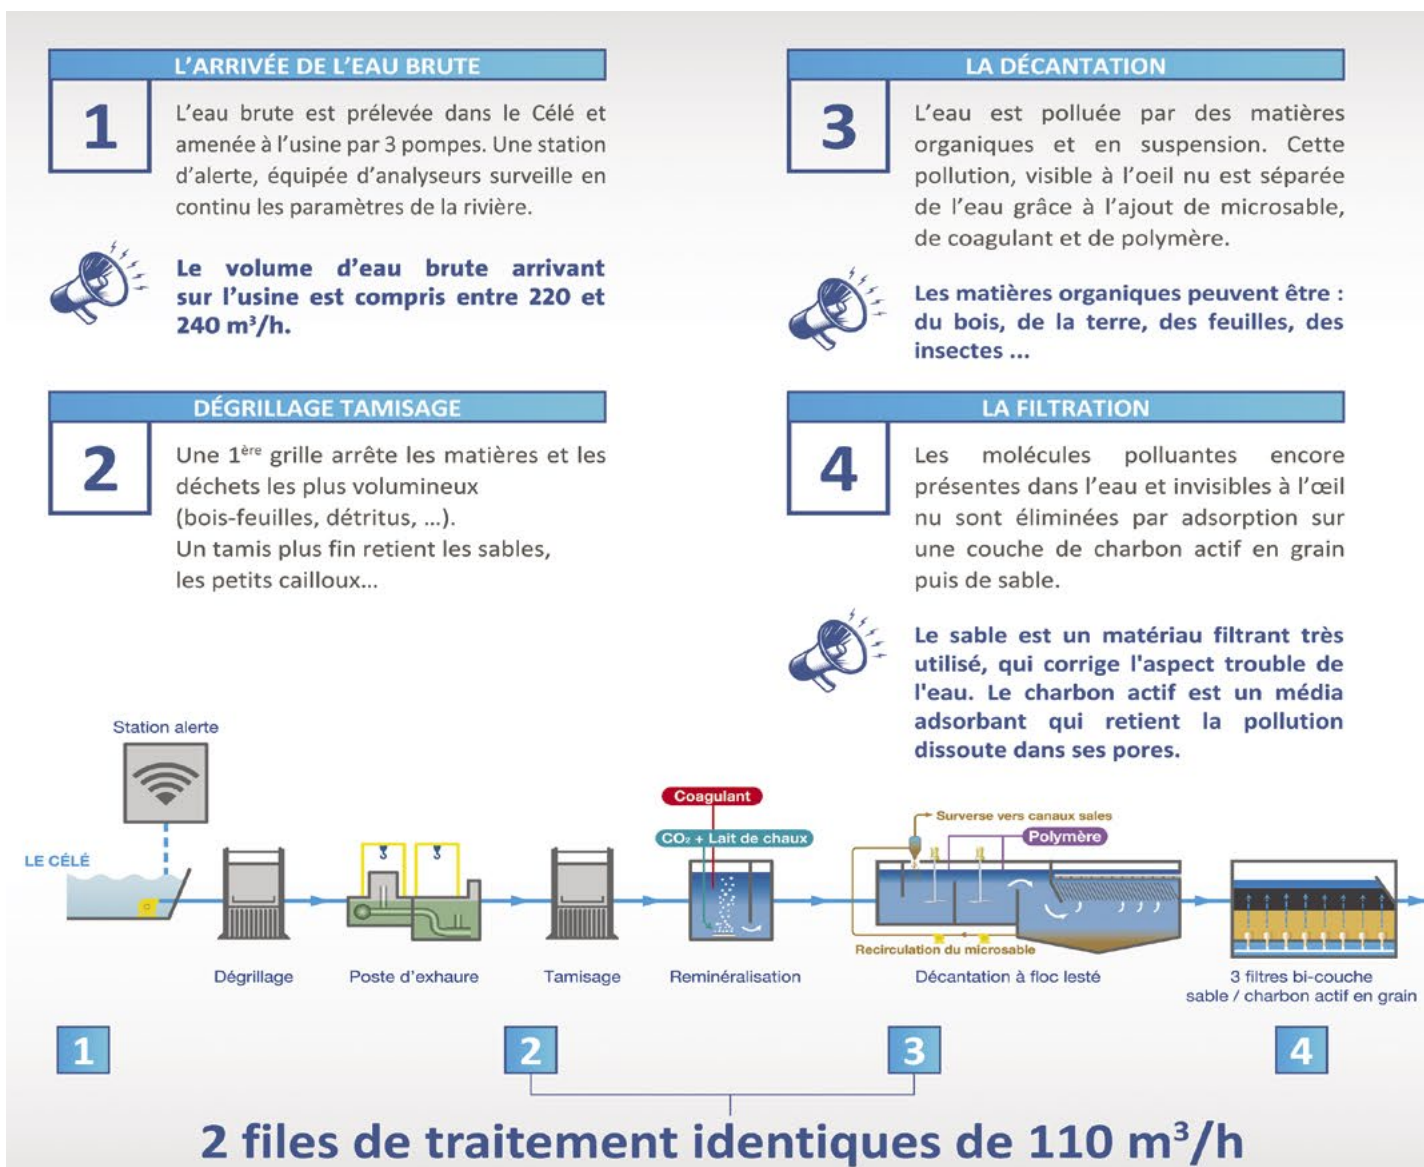 L'ARRIVÉE DE L'EAU BRUTE
1
L'eau brute est prélevée dans le Célé et
amenée à l'usine par 3 pompes. Une station
d'alerte, équipée d'analyseurs surveille en
continu les paramètres de la rivière.
Le volume d'eau brute arrivant
sur l'usine est compris entre 220 et
240 m³/h.
DÉGRILLAGE TAMISAGE
2
Une 1ère grille arrête les matières et les
déchets les plus volumineux
(bois-feuilles, détritus, ...).
Un tamis plus fin retient les sables,
les petits cailloux...
LA DÉCANTATION
3
L'eau est polluée par des matières
organiques et en suspension. Cette
pollution, visible à l'oeil nu est séparée
de l'eau grâce à l'ajout de microsable,
de coagulant et de polymère.
Les matières organiques peuvent être :
du bois, de la terre, des feuilles, des
insectes ...
LA FILTRATION
4
Les molécules polluantes encore
présentes dans l'eau et invisibles à l'œil
nu sont éliminées par adsorption sur
une couche de charbon actif en grain
puis de sable.
Le sable est un matériau filtrant très
utilisé, qui corrige l'aspect trouble de
l'eau. Le charbon actif est un média
adsorbant qui retient la pollution
dissoute dans ses pores.
Station alerte
LE CÉLÉ
Coagulant
CO₂ + Lait de chaux
Surverse vers canaux sales
Polymère
Recirculation du microsable
Dégrillage
Poste d'exhaure
Tamisage
Reminéralisation
Décantation à floc lesté
3 filtres bi-couche
sable / charbon actif en grain
1
2
3
4
2 files de traitement identiques de 110 m³/h